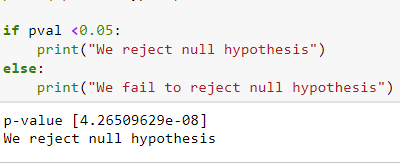 if pval <0.05:
    print("We reject null hypothesis")
else:
    print("We fail to reject null hypothesis")
p-value [4.26509629e-08]
We reject null hypothesis